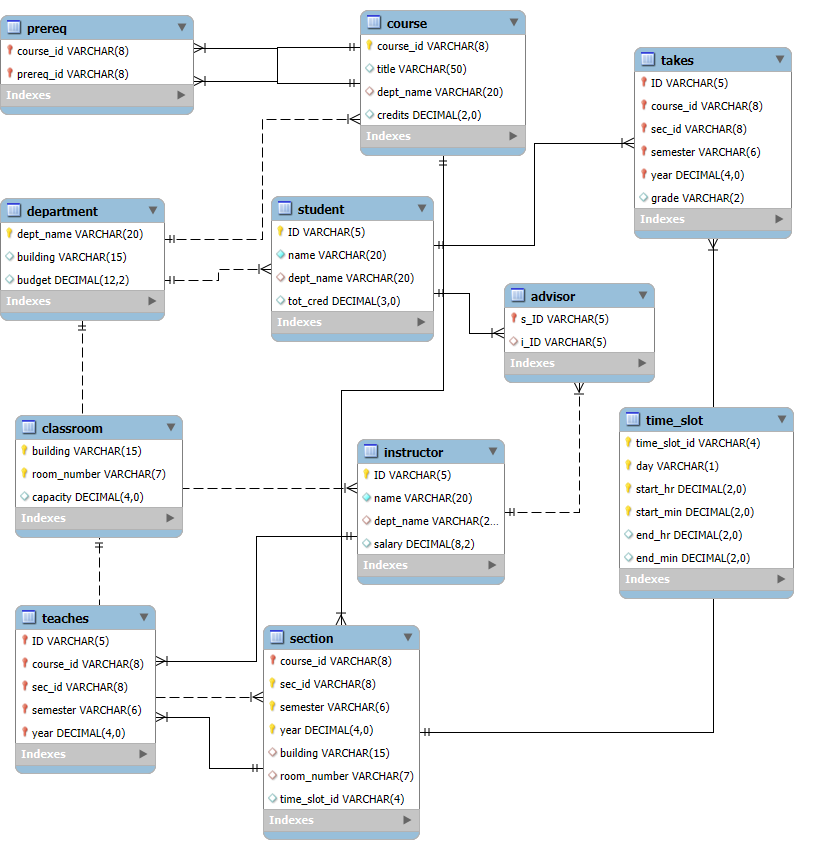 prereq
course_id VARCHAR(8)
prereq_id VARCHAR(8)
Indexes
course
course_id VARCHAR(8)
title VARCHAR(50)
dept_name VARCHAR(20)
credits DECIMAL(2,0)
Indexes
takes
ID VARCHAR(5)
course_id VARCHAR(8)
sec_id VARCHAR(8)
semester VARCHAR(6)
year DECIMAL(4,0)
grade VARCHAR(2)
Indexes
department
dept_name VARCHAR(20)
building VARCHAR(15)
budget DECIMAL(12,2)
Indexes
student
ID VARCHAR(5)
name VARCHAR(20)
dept_name VARCHAR(20)
tot_cred DECIMAL(3,0)
Indexes
advisor
s_ID VARCHAR(5)
i_ID VARCHAR(5)
Indexes
classroom
building VARCHAR(15)
room_number VARCHAR(7)
capacity DECIMAL(4,0)
Indexes
instructor
ID VARCHAR(5)
name VARCHAR(20)
dept_name VARCHAR(2...
salary DECIMAL(8,2)
Indexes
time_slot
time_slot_id VARCHAR(4)
day VARCHAR(1)
start_hr DECIMAL(2,0)
start_min DECIMAL(2,0)
end_hr DECIMAL(2,0)
end_min DECIMAL(2,0)
Indexes
teaches
ID VARCHAR(5)
course_id VARCHAR(8)
sec_id VARCHAR(8)
semester VARCHAR(6)
year DECIMAL(4,0)
Indexes
section
course_id VARCHAR(8)
sec_id VARCHAR(8)
semester VARCHAR(6)
year DECIMAL(4,0)
building VARCHAR(15)
room_number VARCHAR(7)
time_slot_id VARCHAR(4)
Indexes